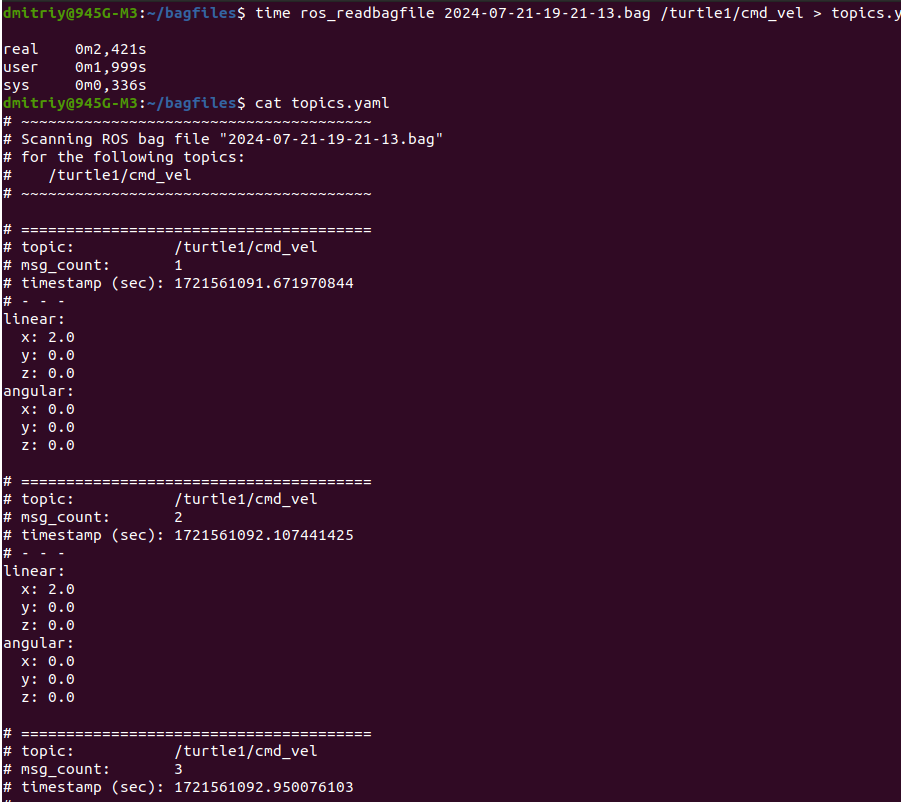 dmitriy@945G-M3:~/bagfiles$ time ros_readbagfile 2024-07-21-19-21-13.bag /turtle1/cmd_vel > topics.y

real    0m2,421s
user    0m1,999s
sys     0m0,336s
dmitriy@945G-M3:~/bagfiles$ cat topics.yaml
# ~~~~~~~~~~~~~~~~~~~~~~~~~~~~~~~~~~~~~~~
# Scanning ROS bag file "2024-07-21-19-21-13.bag"
# for the following topics:
#    /turtle1/cmd_vel
# ~~~~~~~~~~~~~~~~~~~~~~~~~~~~~~~~~~~~~~~

# =======================================
# topic:           /turtle1/cmd_vel
# msg_count:       1
# timestamp (sec): 1721561091.671970844
# - - -
linear:
  x: 2.0
  y: 0.0
  z: 0.0
angular:
  x: 0.0
  y: 0.0
  z: 0.0

# =======================================
# topic:           /turtle1/cmd_vel
# msg_count:       2
# timestamp (sec): 1721561092.107441425
# - - -
linear:
  x: 2.0
  y: 0.0
  z: 0.0
angular:
  x: 0.0
  y: 0.0
  z: 0.0

# =======================================
# topic:           /turtle1/cmd_vel
# msg_count:       3
# timestamp (sec): 1721561092.950076103